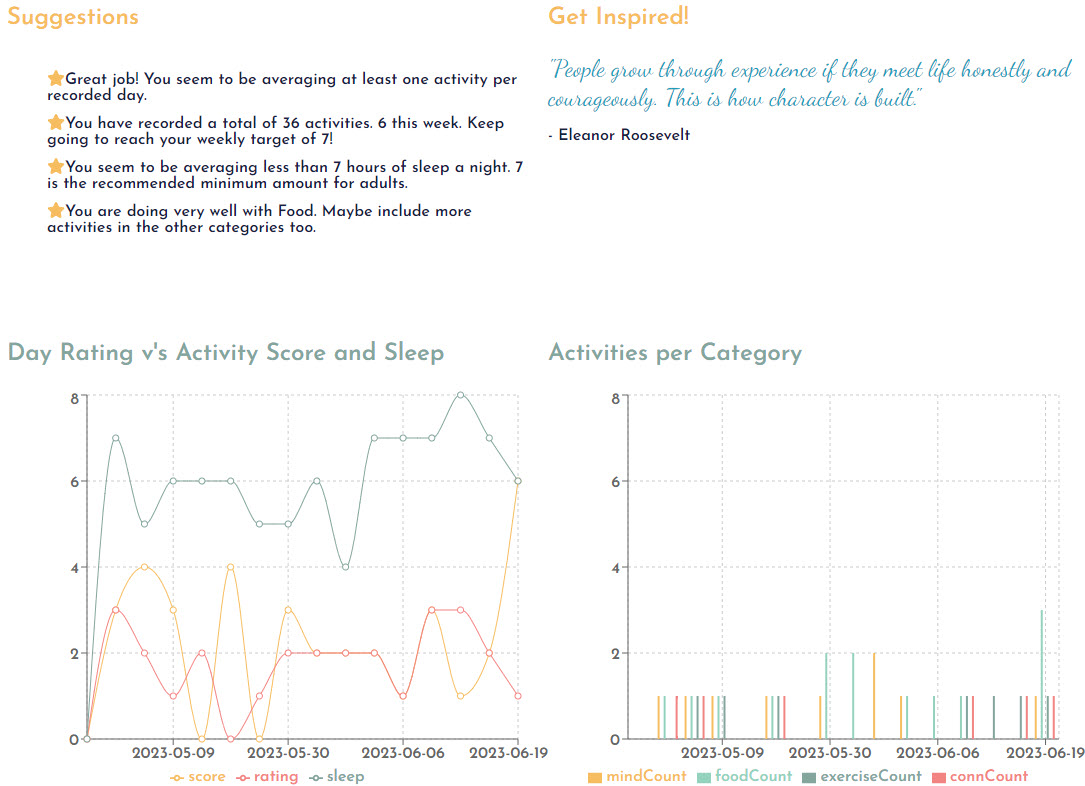 Suggestions
Great job! You seem to be averaging at least one activity per
recorded day.
You have recorded a total of 36 activities. 6 this week. Keep
going to reach your weekly target of 7!
You seem to be averaging less than 7 hours of sleep a night. 7
is the recommended minimum amount for adults.
You are doing very well with Food. Maybe include more
activities in the other categories too.
Get Inspired!
"People grow through experience if they meet life honestly and
courageously. This is how character is built."
- Eleanor Roosevelt
Day Rating v's Activity Score and Sleep
8
6
4
2
0
2023-05-09 2023-05-30 2023-06-06 2023-06-19
score rating sleep
Activities per Category
8
6
4
2
0
2023-05-09 2023-05-30 2023-06-06 2023-06-19
mindCount foodCount exerciseCount connCount